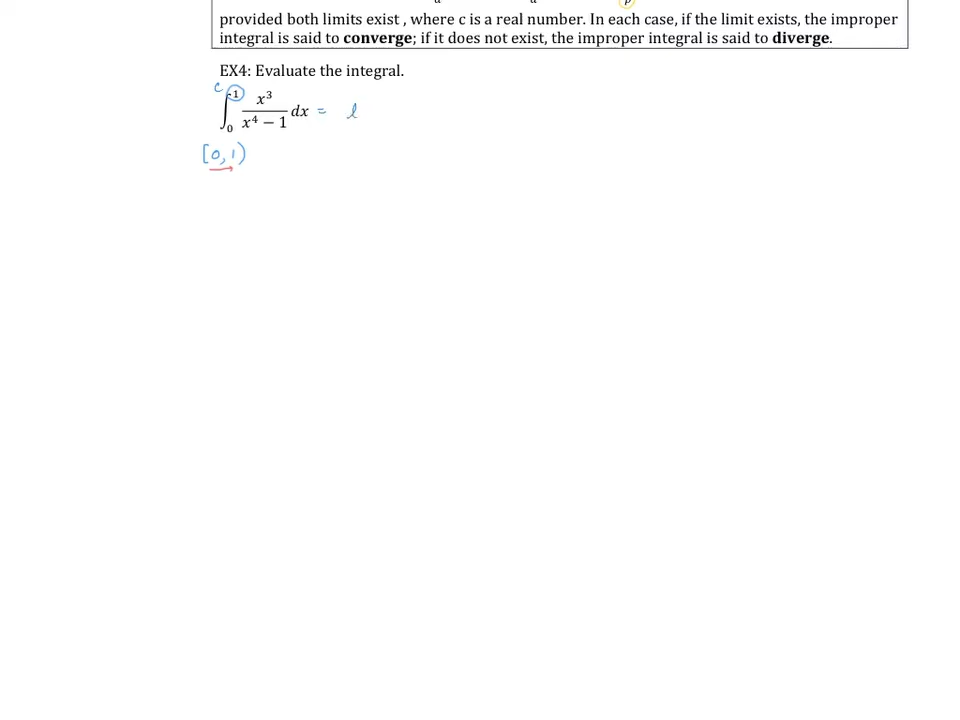 provided both limits exist , where c is a real number. In each case, if the limit exists, the improper
integral is said to converge; if it does not exist, the improper integral is said to diverge.
EX4: Evaluate the integral.
c ∫₀¹ x³/(x⁴ − 1) dx = l
[0, 1)